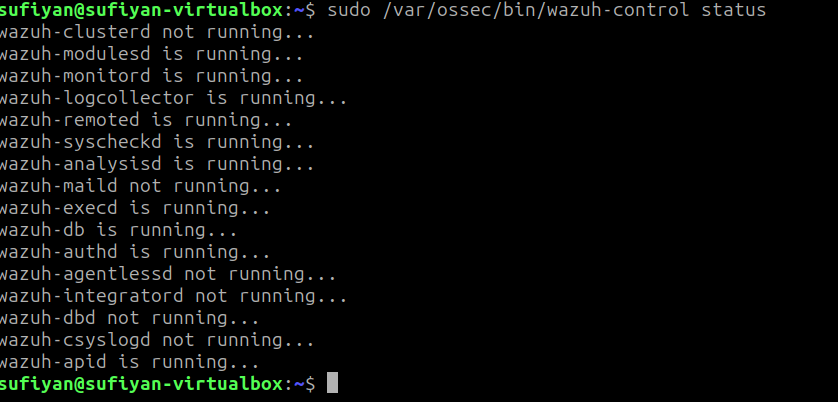 sufiyan@sufiyan-virtualbox:~$ sudo /var/ossec/bin/wazuh-control status
wazuh-clusterd not running...
wazuh-modulesd is running...
wazuh-monitord is running...
wazuh-logcollector is running...
wazuh-remoted is running...
wazuh-syscheckd is running...
wazuh-analysisd is running...
wazuh-maild not running...
wazuh-execd is running...
wazuh-db is running...
wazuh-authd is running...
wazuh-agentlessd not running...
wazuh-integratord not running...
wazuh-dbd not running...
wazuh-csyslogd not running...
wazuh-apid is running...
sufiyan@sufiyan-virtualbox:~$